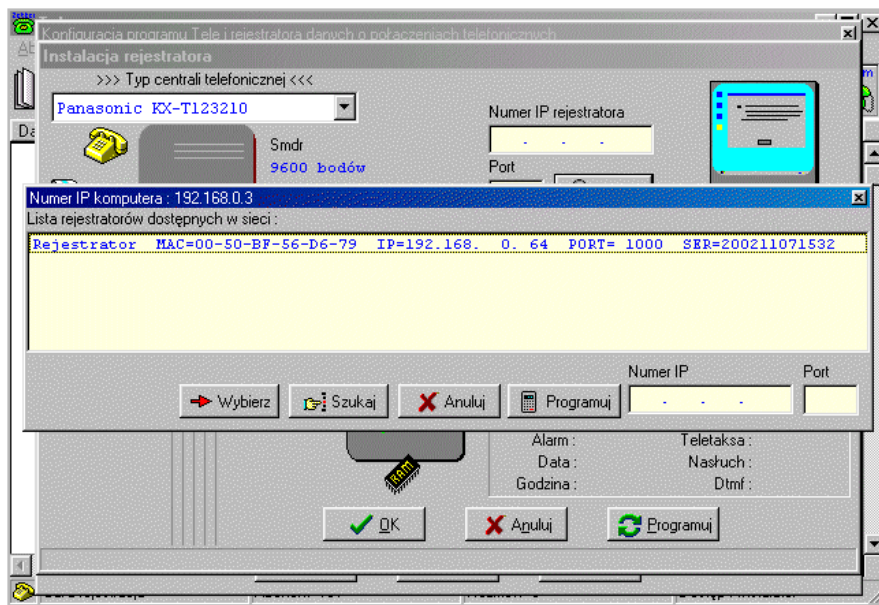 Konfiguracja programu Tele i rejestratora danych o połączeniach telefonicznych
Instalacja rejestratora
>>> Typ centrali telefonicznej <<<
Panasonic KX-T123210
Numer IP rejestratora
Smdr
9600 bodów
Port
Numer IP komputera : 192.168.0.3
Lista rejestratorów dostępnych w sieci :
Rejestrator MAC=00-50-BF-56-D6-79 IP=192.168. 0. 64 PORT= 1000 SER=200211071532
Numer IP
Port
Wybierz
Szukaj
Anuluj
Programuj
RAM
Alarm :
Teletaksa :
Data :
Nasłuch :
Godzina :
Dtmf :
OK
Anuluj
Programuj